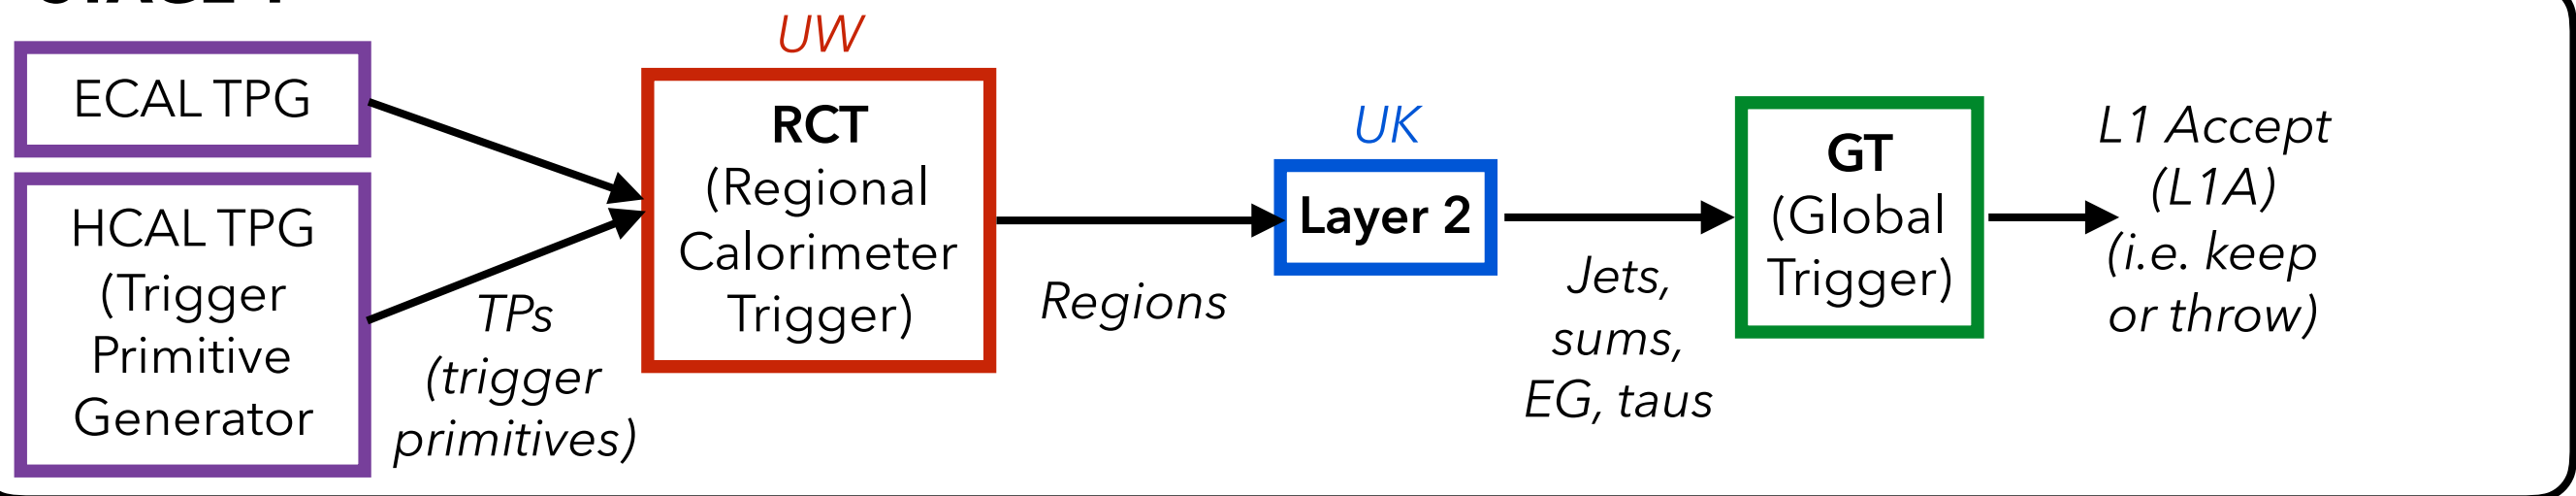 ECAL TPG
HCAL TPG
(Trigger
Primitive
Generator
TPs
(trigger
primitives)
UW
RCT
(Regional
Calorimeter
Trigger)
Regions
UK
Layer 2
Jets,
sums,
EG, taus
GT
(Global
Trigger)
L1 Accept
(L1A)
(i.e. keep
or throw)